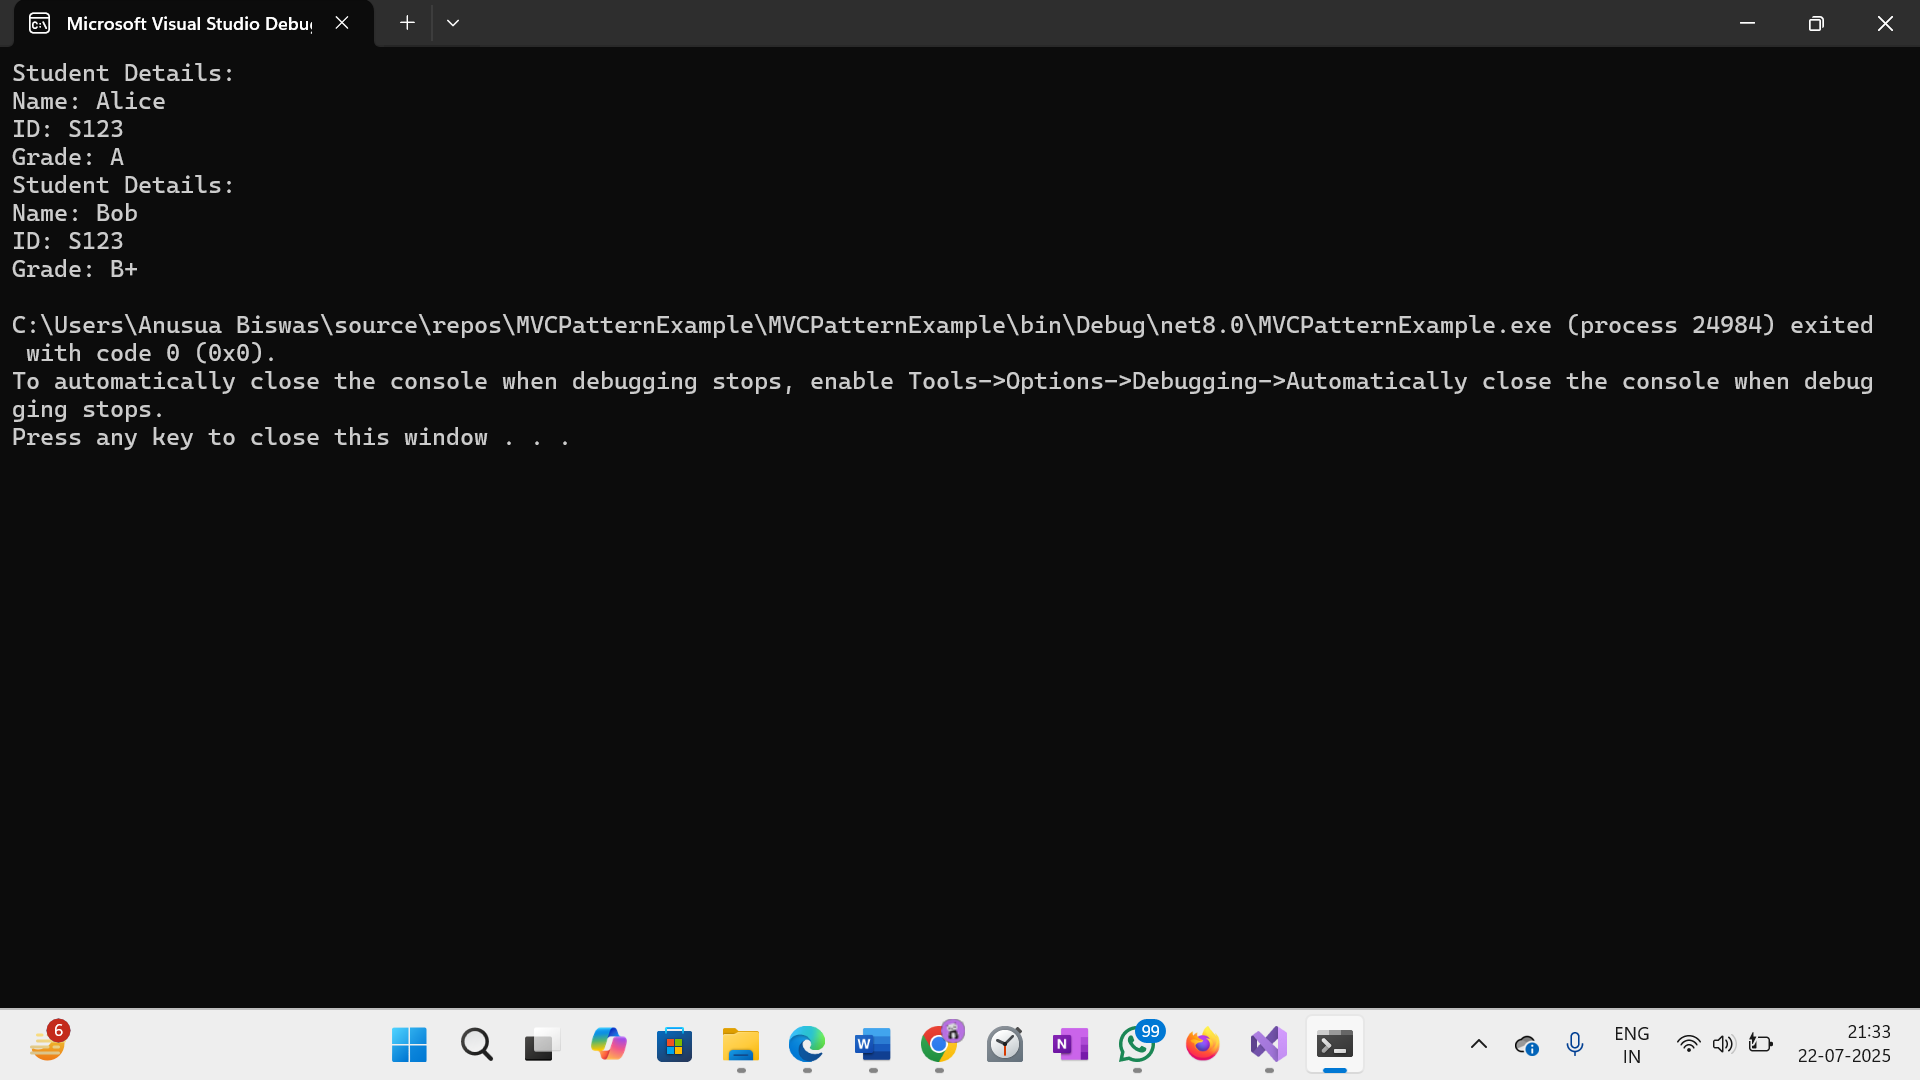 Microsoft Visual Studio Debu
Student Details:
Name: Alice
ID: S123
Grade: A
Student Details:
Name: Bob
ID: S123
Grade: B+
C:\Users\Anusua Biswas\source\repos\MVCPatternExample\MVCPatternExample\bin\Debug\net8.0\MVCPatternExample.exe (process 24984) exited
with code 0 (0x0).
To automatically close the console when debugging stops, enable Tools->Options->Debugging->Automatically close the console when debug
ging stops.
Press any key to close this window . . .
6
99
ENG
IN
21:33
22-07-2025